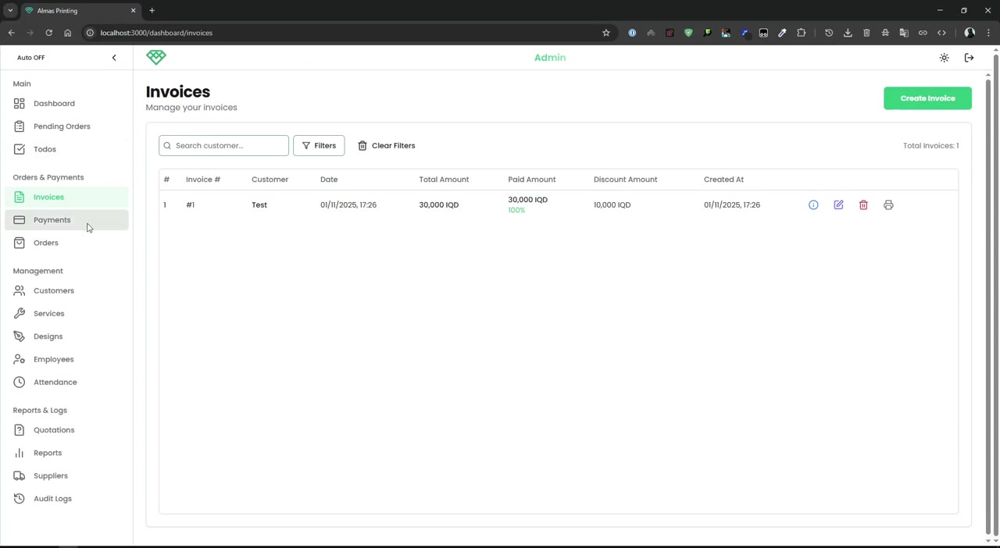 Almas Printing
localhost:3000/dashboard/invoices
Auto OFF
Admin
Main
Dashboard
Pending Orders
Todos
Orders & Payments
Invoices
Payments
Orders
Management
Customers
Services
Designs
Employees
Attendance
Reports & Logs
Quotations
Reports
Suppliers
Audit Logs
Invoices
Manage your invoices
Create Invoice
Search customer...
Filters
Clear Filters
Total Invoices: 1
# Invoice # Customer Date Total Amount Paid Amount Discount Amount Created At
1 #1 Test 01/11/2025, 17:26 30,000 IQD 30,000 IQD 10,000 IQD 01/11/2025, 17:26
100%